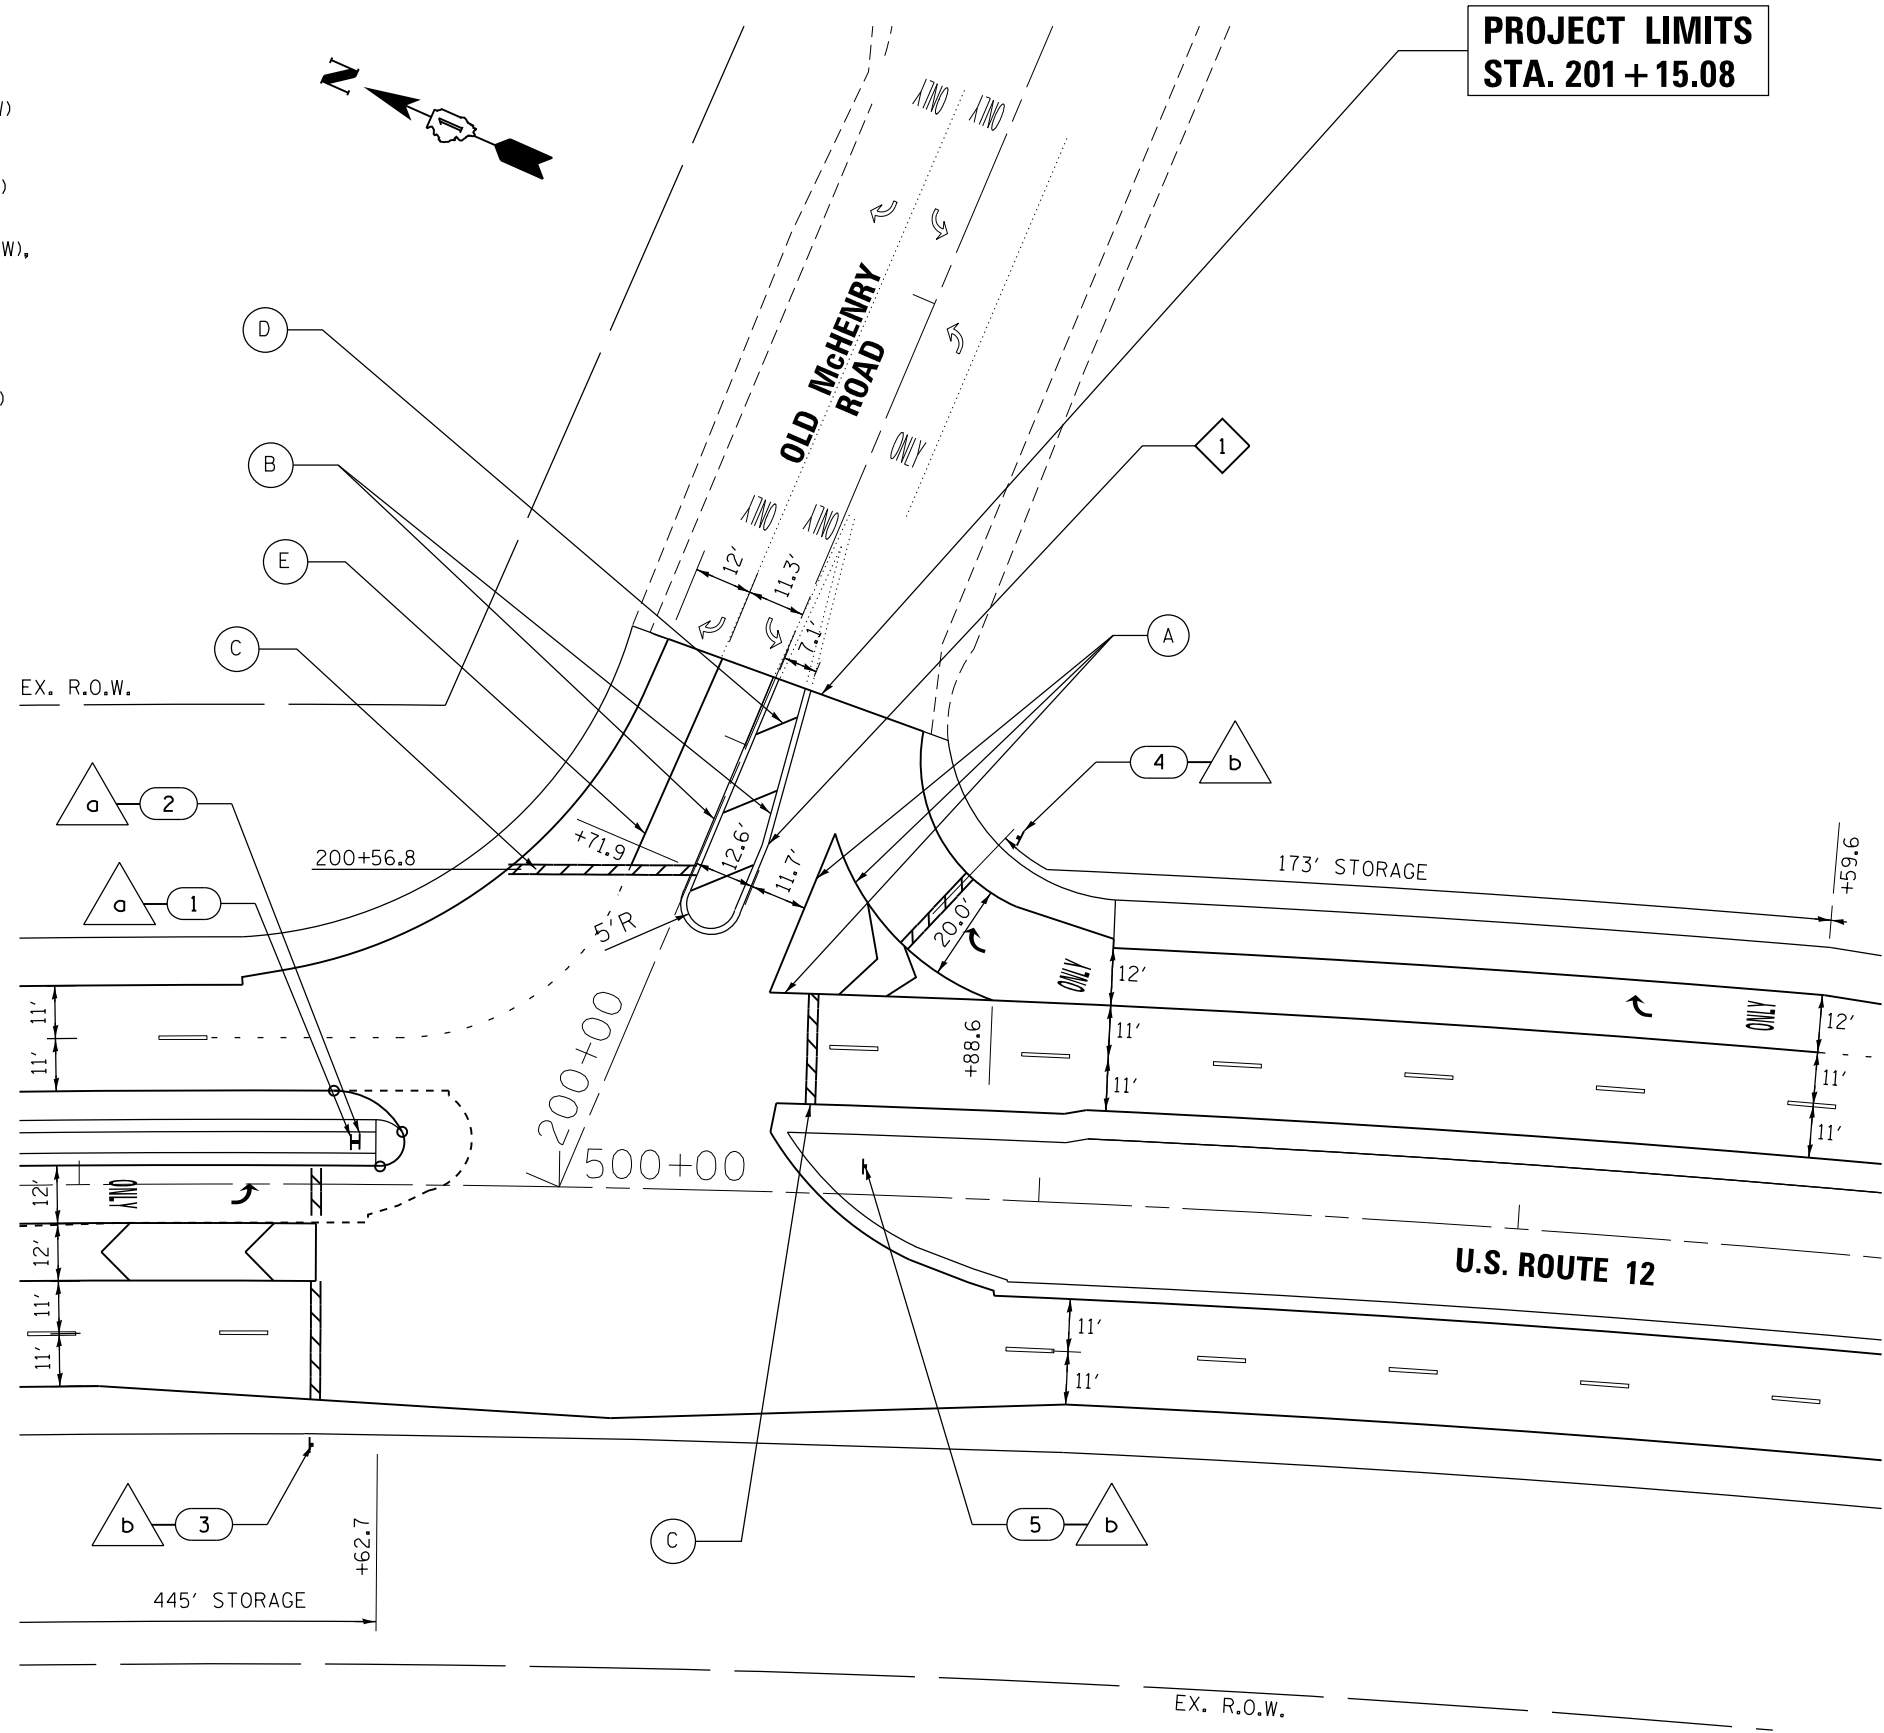 PROJECT LIMITS
STA. 201+15.08
N
W)
)
W),
)
ONLY
ONLY
D
OLD McHENRY
ROAD
B
ONLY
1
ONLY
ONLY
E
12'
11.3'
7.1'
C
A
EX. R.O.W.
4
b
a
2
+71.9
12.6'
11.7'
200+56.8
173' STORAGE
+59.6
a
1
5'R
20.0'
ONLY
12'
ONLY
12'
11'
11'
200+00
+88.6
11'
11'
11'
11'
500+00
12'
ONLY
12'
U.S. ROUTE 12
11'
11'
11'
11'
b
3
+62.7
C
5
b
445' STORAGE
EX. R.O.W.